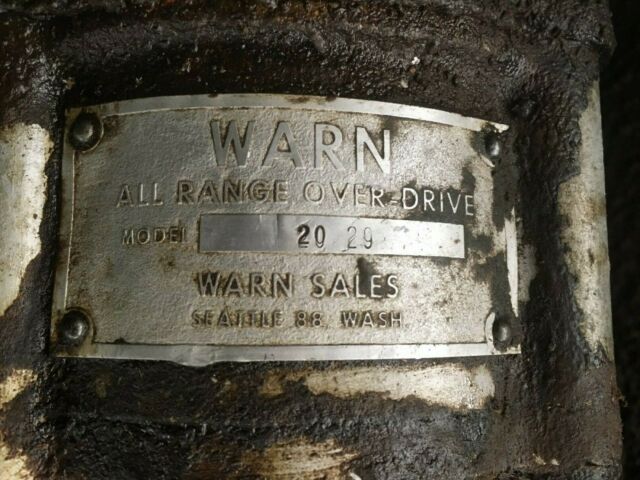 WARN
ALL RANGE OVER-DRIVE
MODEL 20 29
WARN SALES
SEATTLE 88, WASH.